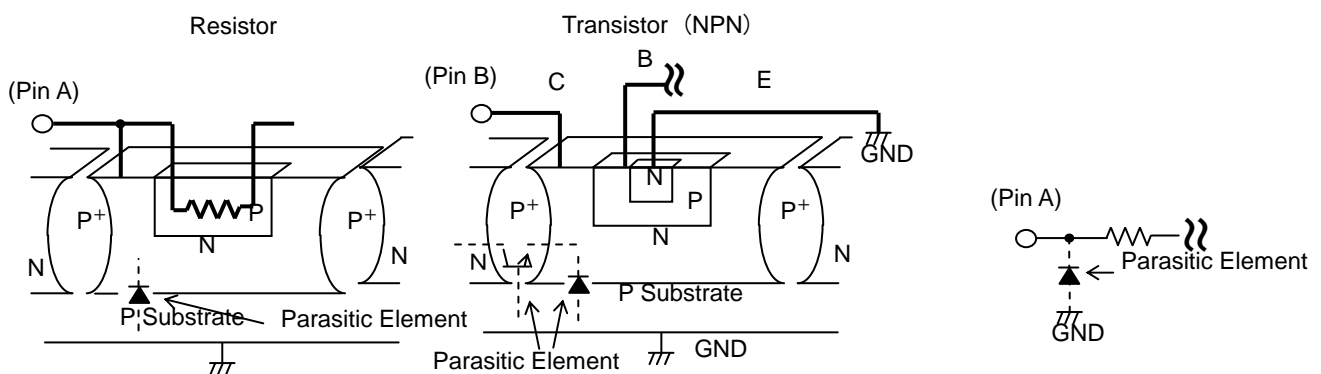 Resistor
(Pin A)
P+
N
P
N
P+
N
P Substrate
Parasitic Element
Transistor (NPN)
(Pin B)
C
B
E
GND
P+
N
N
P
N
P+
N
P Substrate
GND
Parasitic Element
(Pin A)
Parasitic Element
GND